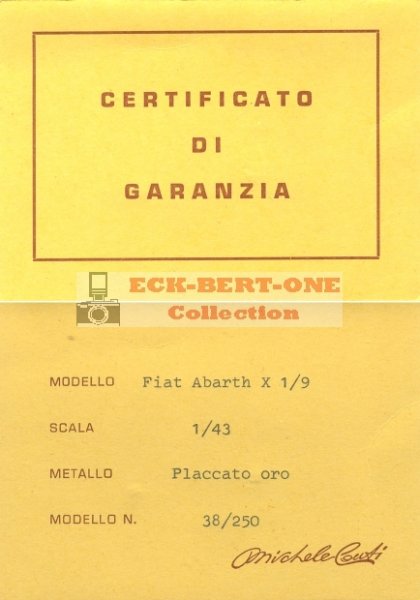 CERTIFICATO
DI
GARANZIA
ECK-BERT-ONE
Collection
MODELLO Fiat Abarth X 1/9
SCALA 1/43
METALLO Placcato oro
MODELLO N. 38/250
Michele Conti